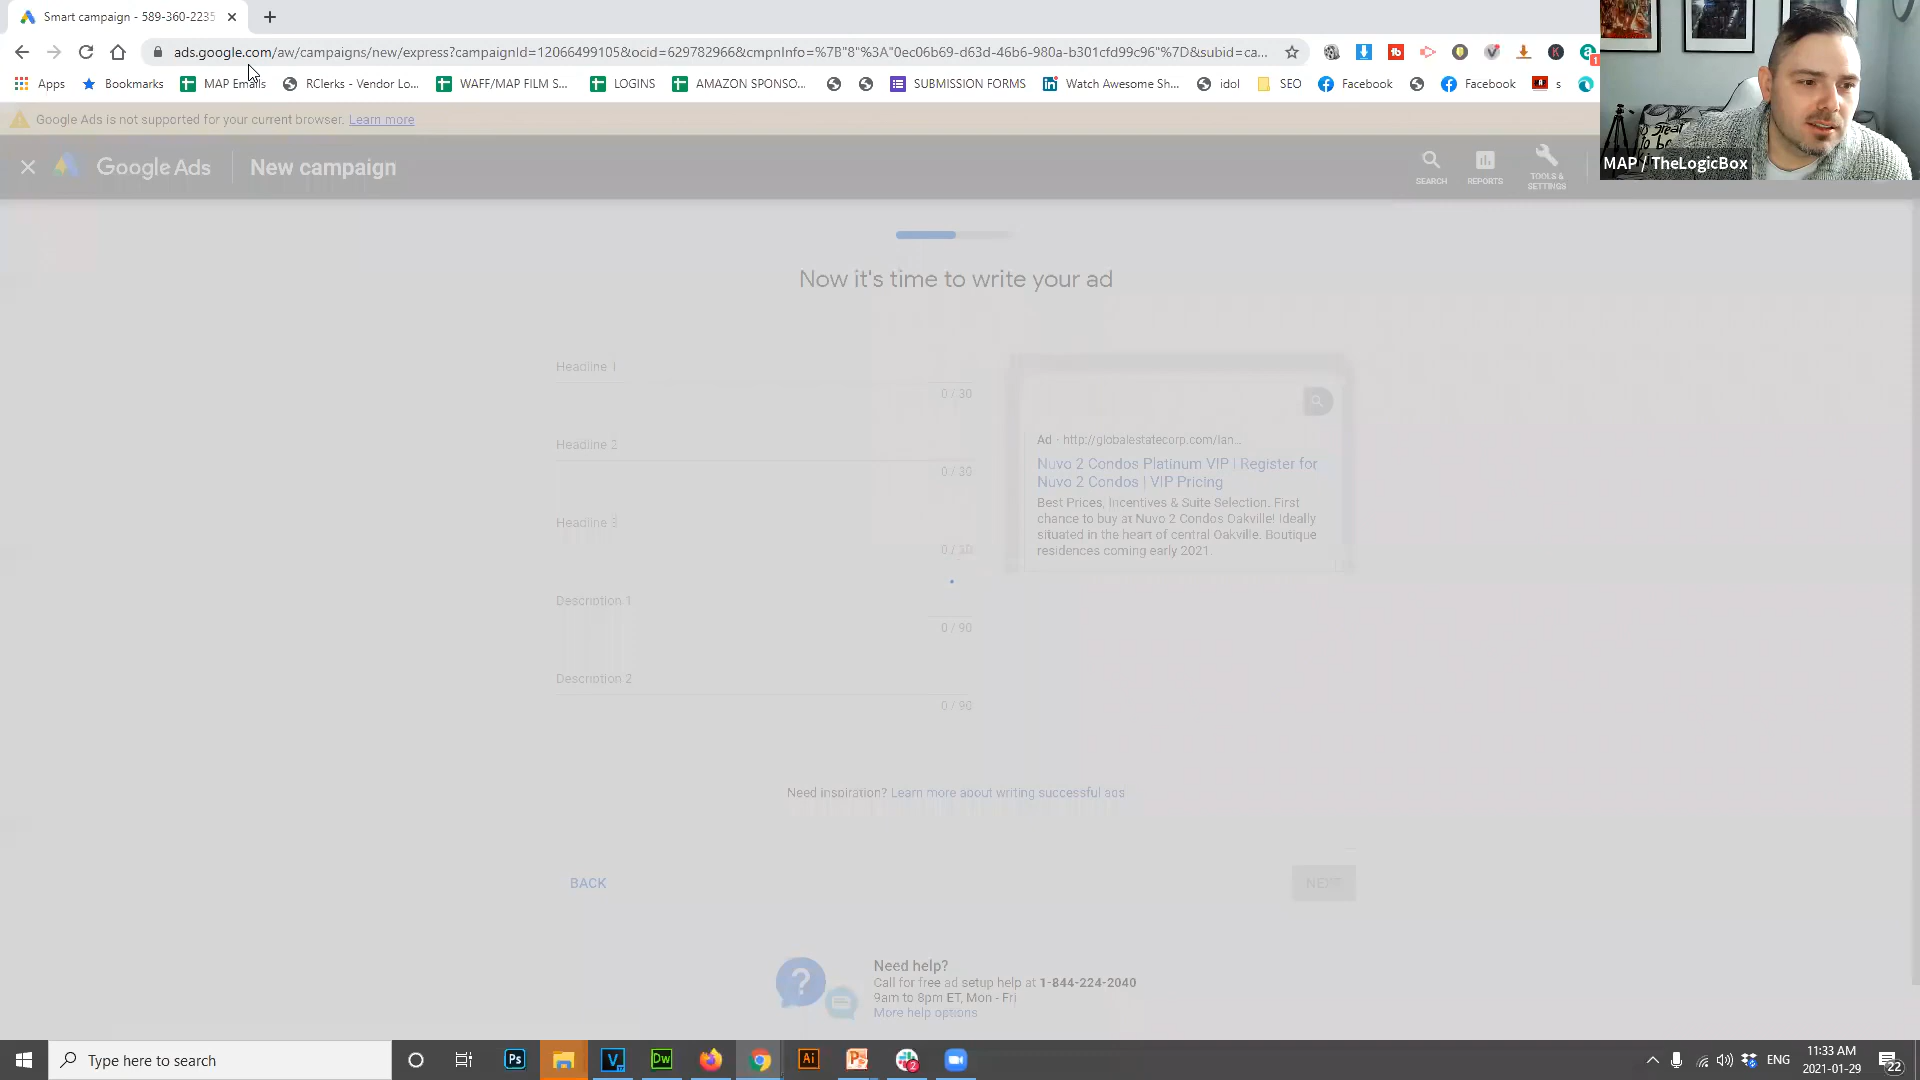 Smart campaign - 589-360-2235
ads.google.com/aw/campaigns/new/express?campaignId=12066499105&ocid=629782966&cmpnInfo=%7B"8"%3A"0ec06b69-d63d-46b6-980a-b301cfd99c96"%7D&subid=ca...
Apps Bookmarks MAP Emails RClerks - Vendor Lo... WAFF/MAP FILM S... LOGINS AMAZON SPONSO... SUBMISSION FORMS Watch Awesome Sh... idol SEO Facebook Facebook s
Google Ads is not supported for your current browser. Learn more
Google Ads New campaign
SEARCH REPORTS TOOLS & SETTINGS
MAP / TheLogicBox
Now it's time to write your ad
Headline 1
0 / 30
Headline 2
0 / 30
Headline 3
0 / 30
Description 1
0 / 90
Description 2
0 / 90
Ad · http://globalestatecorp.com/lan...
Nuvo 2 Condos Platinum VIP | Register for
Nuvo 2 Condos | VIP Pricing
Best Prices, Incentives & Suite Selection. First
chance to buy at Nuvo 2 Condos Oakville! Ideally
situated in the heart of central Oakville. Boutique
residences coming early 2021.
Need inspiration? Learn more about writing successful ads
BACK NEXT
Need help?
Call for free ad setup help at 1-844-224-2040
9am to 8pm ET, Mon - Fri
More help options
Type here to search
Ps Dw Ai
ENG
11:33 AM
2021-01-29
22